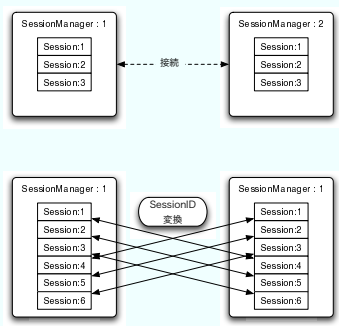 SessionManager : 1
SessionManager : 2
Session:1
Session:2
Session:3
接続
Session:1
Session:2
Session:3
SessionManager : 1
SessionID
変換
SessionManager : 1
Session:1
Session:2
Session:3
Session:4
Session:5
Session:6
Session:1
Session:2
Session:3
Session:4
Session:5
Session:6